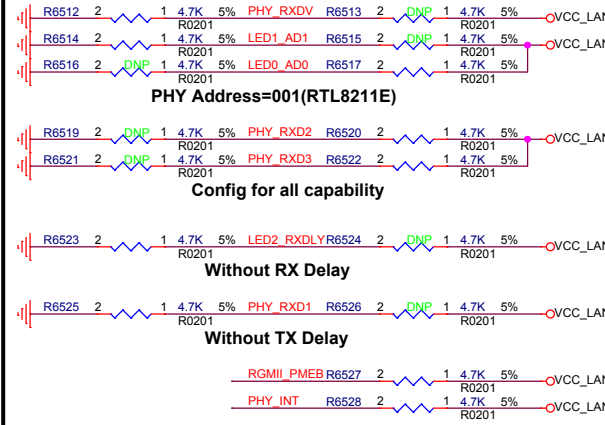 R6512 2 1 4.7K 5% PHY_RXDV R6513 2 DNP 1 4.7K 5% VCC_LAN
R0201 R0201
R6514 2 1 4.7K 5% LED1_AD1 R6515 2 DNP 1 4.7K 5% VCC_LAN
R0201 R0201
R6516 2 DNP 1 4.7K 5% LED0_AD0 R6517 2 1 4.7K 5%
R0201 R0201
PHY Address=001(RTL8211E)
R6519 2 DNP 1 4.7K 5% PHY_RXD2 R6520 2 1 4.7K 5% VCC_LAN
R0201 R0201
R6521 2 DNP 1 4.7K 5% PHY_RXD3 R6522 2 1 4.7K 5%
R0201 R0201
Config for all capability
R6523 2 1 4.7K 5% LED2_RXDLY R6524 2 DNP 1 4.7K 5% VCC_LAN
R0201 R0201
Without RX Delay
R6525 2 1 4.7K 5% PHY_RXD1 R6526 2 DNP 1 4.7K 5% VCC_LAN
R0201 R0201
Without TX Delay
RGMII_PMEB R6527 2 1 4.7K 5% VCC_LAN
R0201
PHY_INT R6528 2 1 4.7K 5% VCC_LAN
R0201